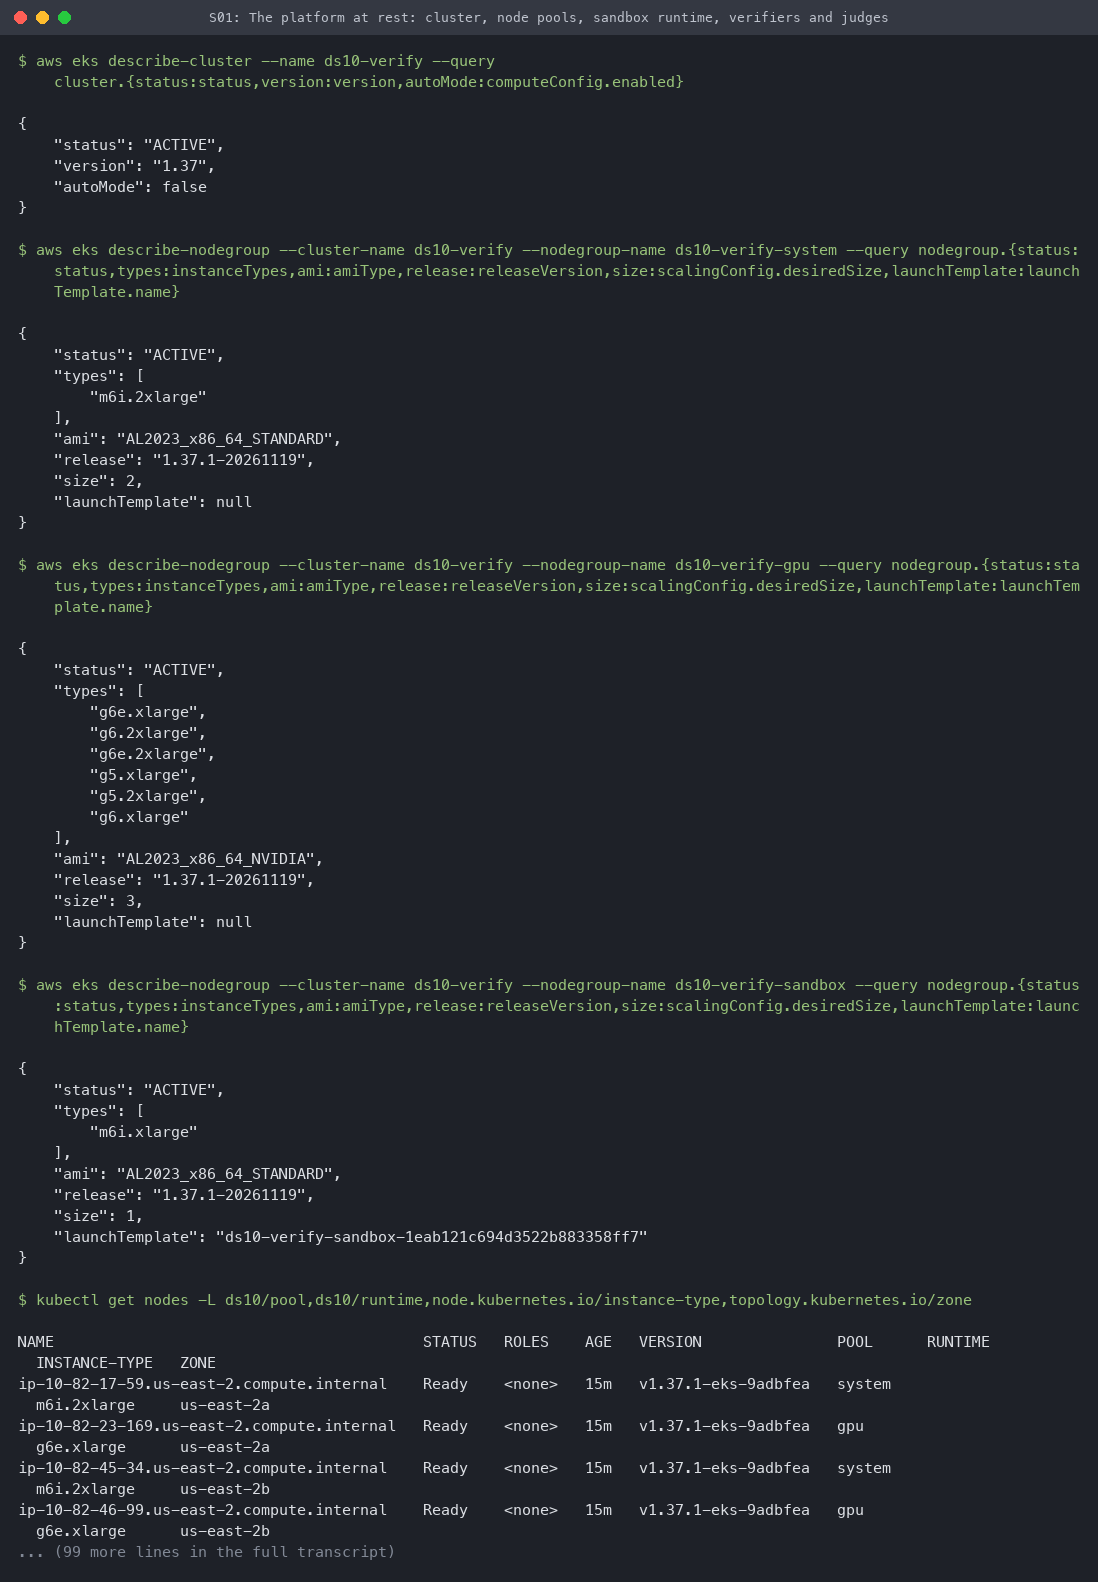 S01: The platform at rest: cluster, node pools, sandbox runtime, verifiers and judges
$ aws eks describe-cluster --name ds10-verify --query
cluster.{status:status,version:version,autoMode:computeConfig.enabled}
{
"status": "ACTIVE",
"version": "1.37",
"autoMode": false
}
$ aws eks describe-nodegroup --cluster-name ds10-verify --nodegroup-name ds10-verify-system --query nodegroup.{status:
status,types:instanceTypes,ami:amiType,release:releaseVersion,size:scalingConfig.desiredSize,launchTemplate:launch
Template.name}
{
"status": "ACTIVE",
"types": [
"m6i.2xlarge"
],
"ami": "AL2023_x86_64_STANDARD",
"release": "1.37.1-20261119",
"size": 2,
"launchTemplate": null
}
$ aws eks describe-nodegroup --cluster-name ds10-verify --nodegroup-name ds10-verify-gpu --query nodegroup.{status:sta
tus,types:instanceTypes,ami:amiType,release:releaseVersion,size:scalingConfig.desiredSize,launchTemplate:launchTem
plate.name}
{
"status": "ACTIVE",
"types": [
"g6e.xlarge",
"g6.2xlarge",
"g6e.2xlarge",
"g5.xlarge",
"g5.2xlarge",
"g6.xlarge"
],
"ami": "AL2023_x86_64_NVIDIA",
"release": "1.37.1-20261119",
"size": 3,
"launchTemplate": null
}
$ aws eks describe-nodegroup --cluster-name ds10-verify --nodegroup-name ds10-verify-sandbox --query nodegroup.{status
:status,types:instanceTypes,ami:amiType,release:releaseVersion,size:scalingConfig.desiredSize,launchTemplate:launc
hTemplate.name}
{
"status": "ACTIVE",
"types": [
"m6i.xlarge"
],
"ami": "AL2023_x86_64_STANDARD",
"release": "1.37.1-20261119",
"size": 1,
"launchTemplate": "ds10-verify-sandbox-1eab121c694d3522b883358ff7"
}
$ kubectl get nodes -L ds10/pool,ds10/runtime,node.kubernetes.io/instance-type,topology.kubernetes.io/zone
NAME STATUS ROLES AGE VERSION POOL RUNTIME
INSTANCE-TYPE ZONE
ip-10-82-17-59.us-east-2.compute.internal Ready <none> 15m v1.37.1-eks-9adbfea system
m6i.2xlarge us-east-2a
ip-10-82-23-169.us-east-2.compute.internal Ready <none> 15m v1.37.1-eks-9adbfea gpu
g6e.xlarge us-east-2a
ip-10-82-45-34.us-east-2.compute.internal Ready <none> 15m v1.37.1-eks-9adbfea system
m6i.2xlarge us-east-2b
ip-10-82-46-99.us-east-2.compute.internal Ready <none> 15m v1.37.1-eks-9adbfea gpu
g6e.xlarge us-east-2b
... (99 more lines in the full transcript)